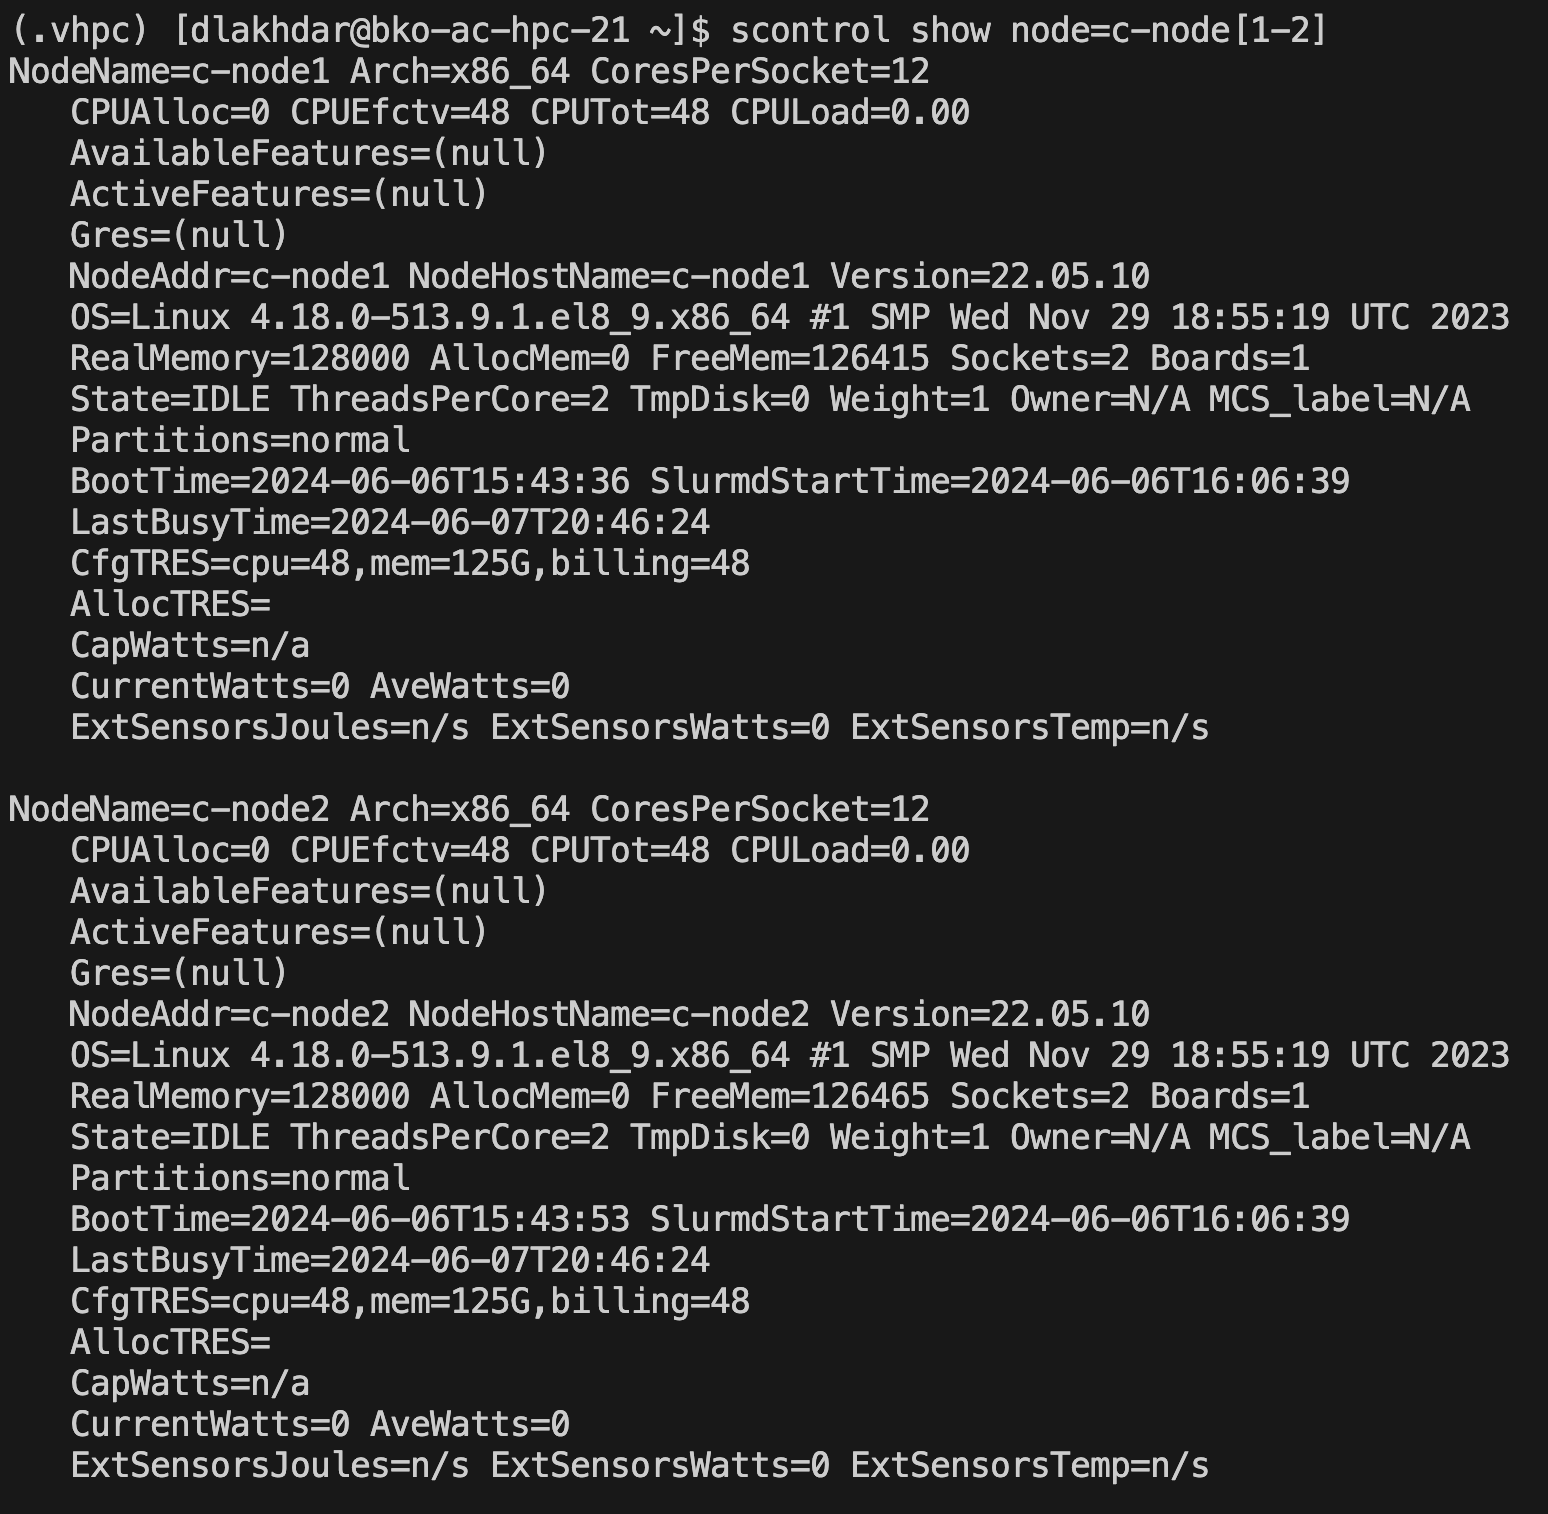 (.vhpc) [dlakhdar@bko-ac-hpc-21 ~]$ scontrol show node=c-node[1-2]
NodeName=c-node1 Arch=x86_64 CoresPerSocket=12
   CPUAlloc=0 CPUEfctv=48 CPUTot=48 CPULoad=0.00
   AvailableFeatures=(null)
   ActiveFeatures=(null)
   Gres=(null)
   NodeAddr=c-node1 NodeHostName=c-node1 Version=22.05.10
   OS=Linux 4.18.0-513.9.1.el8_9.x86_64 #1 SMP Wed Nov 29 18:55:19 UTC 2023
   RealMemory=128000 AllocMem=0 FreeMem=126415 Sockets=2 Boards=1
   State=IDLE ThreadsPerCore=2 TmpDisk=0 Weight=1 Owner=N/A MCS_label=N/A
   Partitions=normal
   BootTime=2024-06-06T15:43:36 SlurmdStartTime=2024-06-06T16:06:39
   LastBusyTime=2024-06-07T20:46:24
   CfgTRES=cpu=48,mem=125G,billing=48
   AllocTRES=
   CapWatts=n/a
   CurrentWatts=0 AveWatts=0
   ExtSensorsJoules=n/s ExtSensorsWatts=0 ExtSensorsTemp=n/s

NodeName=c-node2 Arch=x86_64 CoresPerSocket=12
   CPUAlloc=0 CPUEfctv=48 CPUTot=48 CPULoad=0.00
   AvailableFeatures=(null)
   ActiveFeatures=(null)
   Gres=(null)
   NodeAddr=c-node2 NodeHostName=c-node2 Version=22.05.10
   OS=Linux 4.18.0-513.9.1.el8_9.x86_64 #1 SMP Wed Nov 29 18:55:19 UTC 2023
   RealMemory=128000 AllocMem=0 FreeMem=126465 Sockets=2 Boards=1
   State=IDLE ThreadsPerCore=2 TmpDisk=0 Weight=1 Owner=N/A MCS_label=N/A
   Partitions=normal
   BootTime=2024-06-06T15:43:53 SlurmdStartTime=2024-06-06T16:06:39
   LastBusyTime=2024-06-07T20:46:24
   CfgTRES=cpu=48,mem=125G,billing=48
   AllocTRES=
   CapWatts=n/a
   CurrentWatts=0 AveWatts=0
   ExtSensorsJoules=n/s ExtSensorsWatts=0 ExtSensorsTemp=n/s